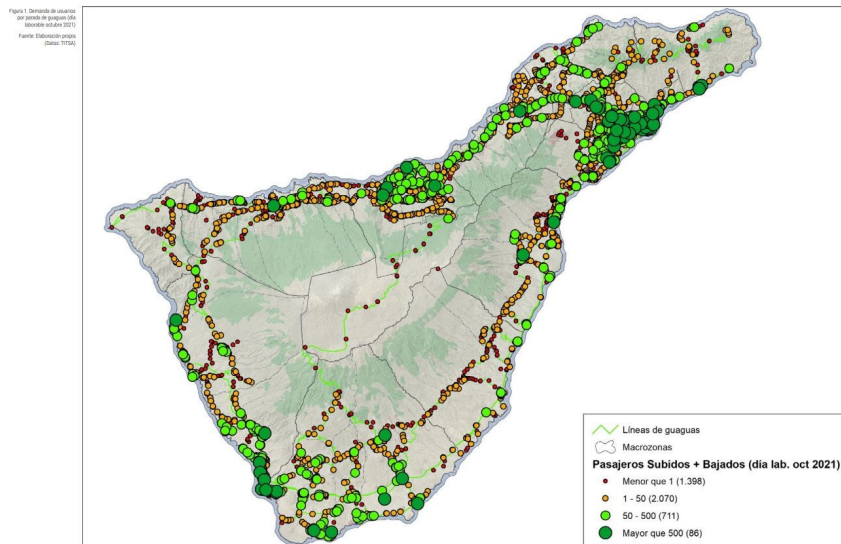 Figura 1. Demanda de usuarios
por parada de guaguas (día
laborable octubre 2021)
Fuente: Elaboración propia
(Datos: TITSA)
Líneas de guaguas
Macrozonas
Pasajeros Subidos + Bajados (día lab. oct 2021)
Menor que 1 (1.398)
1 - 50 (2.070)
50 - 500 (711)
Mayor que 500 (86)